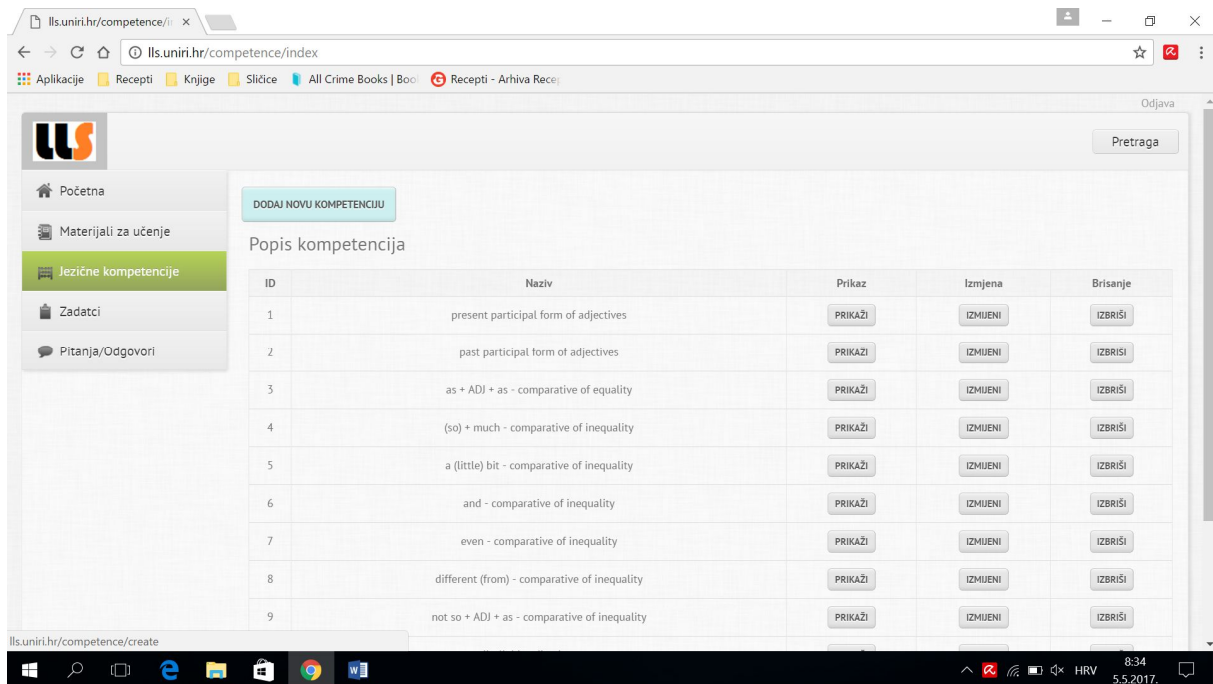 lls.uniri.hr/competence/i
lls.uniri.hr/competence/index
Aplikacije Recepti Knjige Sličice All Crime Books | Boo Recepti - Arhiva Rece
Odjava
LLS
Pretraga
Početna
Materijali za učenje
Jezične kompetencije
Zadatci
Pitanja/Odgovori
DODAJ NOVU KOMPETENCIJU
Popis kompetencija
ID Naziv Prikaz Izmjena Brisanje
1 present participal form of adjectives PRIKAŽI IZMIJENI IZBRIŠI
2 past participal form of adjectives PRIKAŽI IZMIJENI IZBRIŠI
3 as + ADJ + as - comparative of equality PRIKAŽI IZMIJENI IZBRIŠI
4 (so) + much - comparative of inequality PRIKAŽI IZMIJENI IZBRIŠI
5 a (little) bit - comparative of inequality PRIKAŽI IZMIJENI IZBRIŠI
6 and - comparative of inequality PRIKAŽI IZMIJENI IZBRIŠI
7 even - comparative of inequality PRIKAŽI IZMIJENI IZBRIŠI
8 different (from) - comparative of inequality PRIKAŽI IZMIJENI IZBRIŠI
9 not so + ADJ + as - comparative of inequality PRIKAŽI IZMIJENI IZBRIŠI
lls.uniri.hr/competence/create
HRV
8:34
5.5.2017.